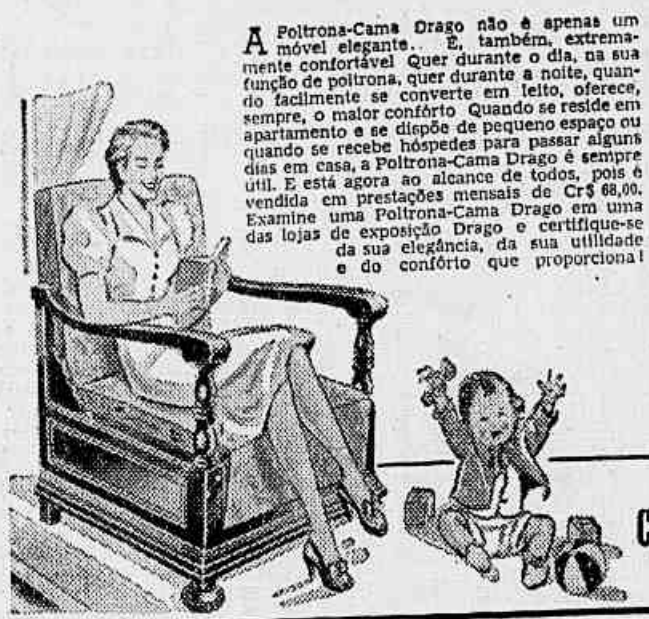 A Poltrona-Cama Drago não é apenas um
móvel elegante.. É, também, extrema-
mente confortável Quer durante o dia, na sua
função de poltrona, quer durante a noite, quan-
do facilmente se converte em leito, oferece,
sempre, o maior confôrto Quando se reside em
apartamento e se dispõe de pequeno espaço ou
quando se recebe hóspedes para passar alguns
dias em casa, a Poltrona-Cama Drago é sempre
útil. E está agora ao alcance de todos, pois é
vendida em prestações mensais de Cr$ 68,00.
Examine uma Poltrona-Cama Drago em uma
das lojas de exposição Drago e certifique-se
da sua elegância, da sua utilidade
e do confôrto que proporciona!
C